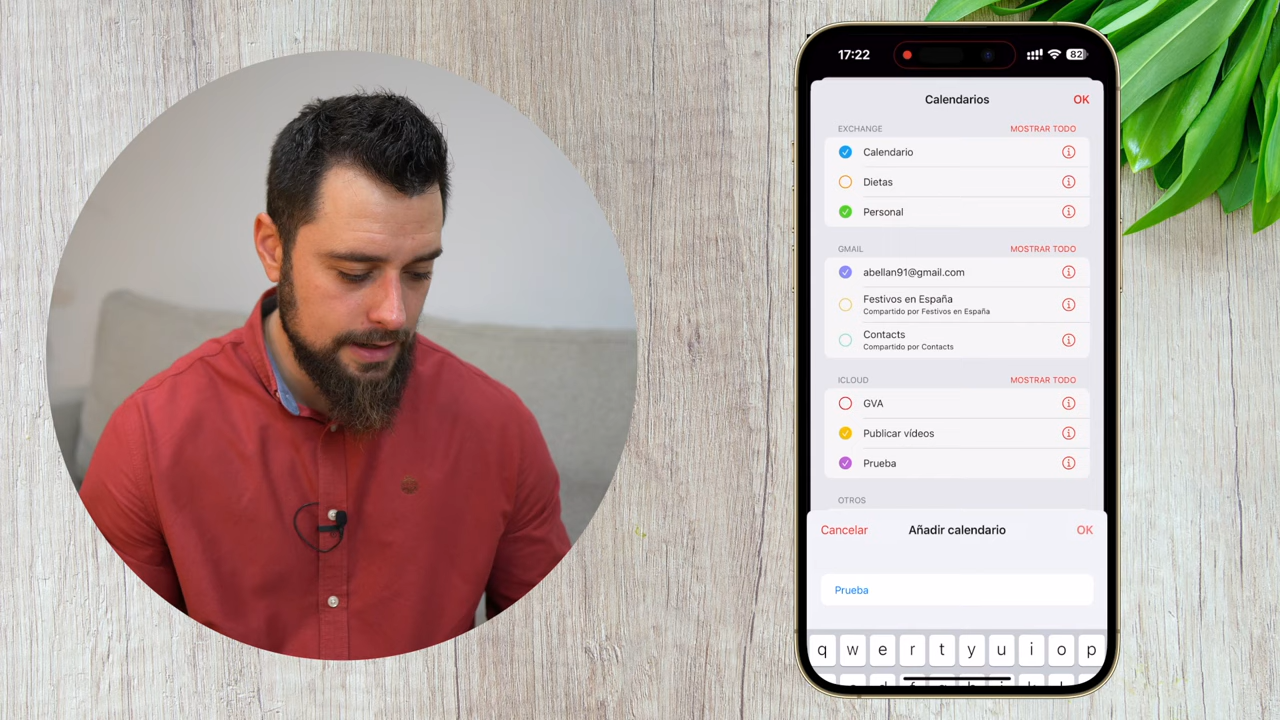 17:22
82
Calendarios
OK
EXCHANGE
MOSTRAR TODO
Calendario
Dietas
Personal
GMAIL
MOSTRAR TODO
abellan91@gmail.com
Festivos en España
Compartido por Festivos en España
Contacts
Compartido por Contacts
ICLOUD
MOSTRAR TODO
GVA
Publicar vídeos
Prueba
OTROS
Cancelar
Añadir calendario
OK
Prueba
q w e r t y u i o p